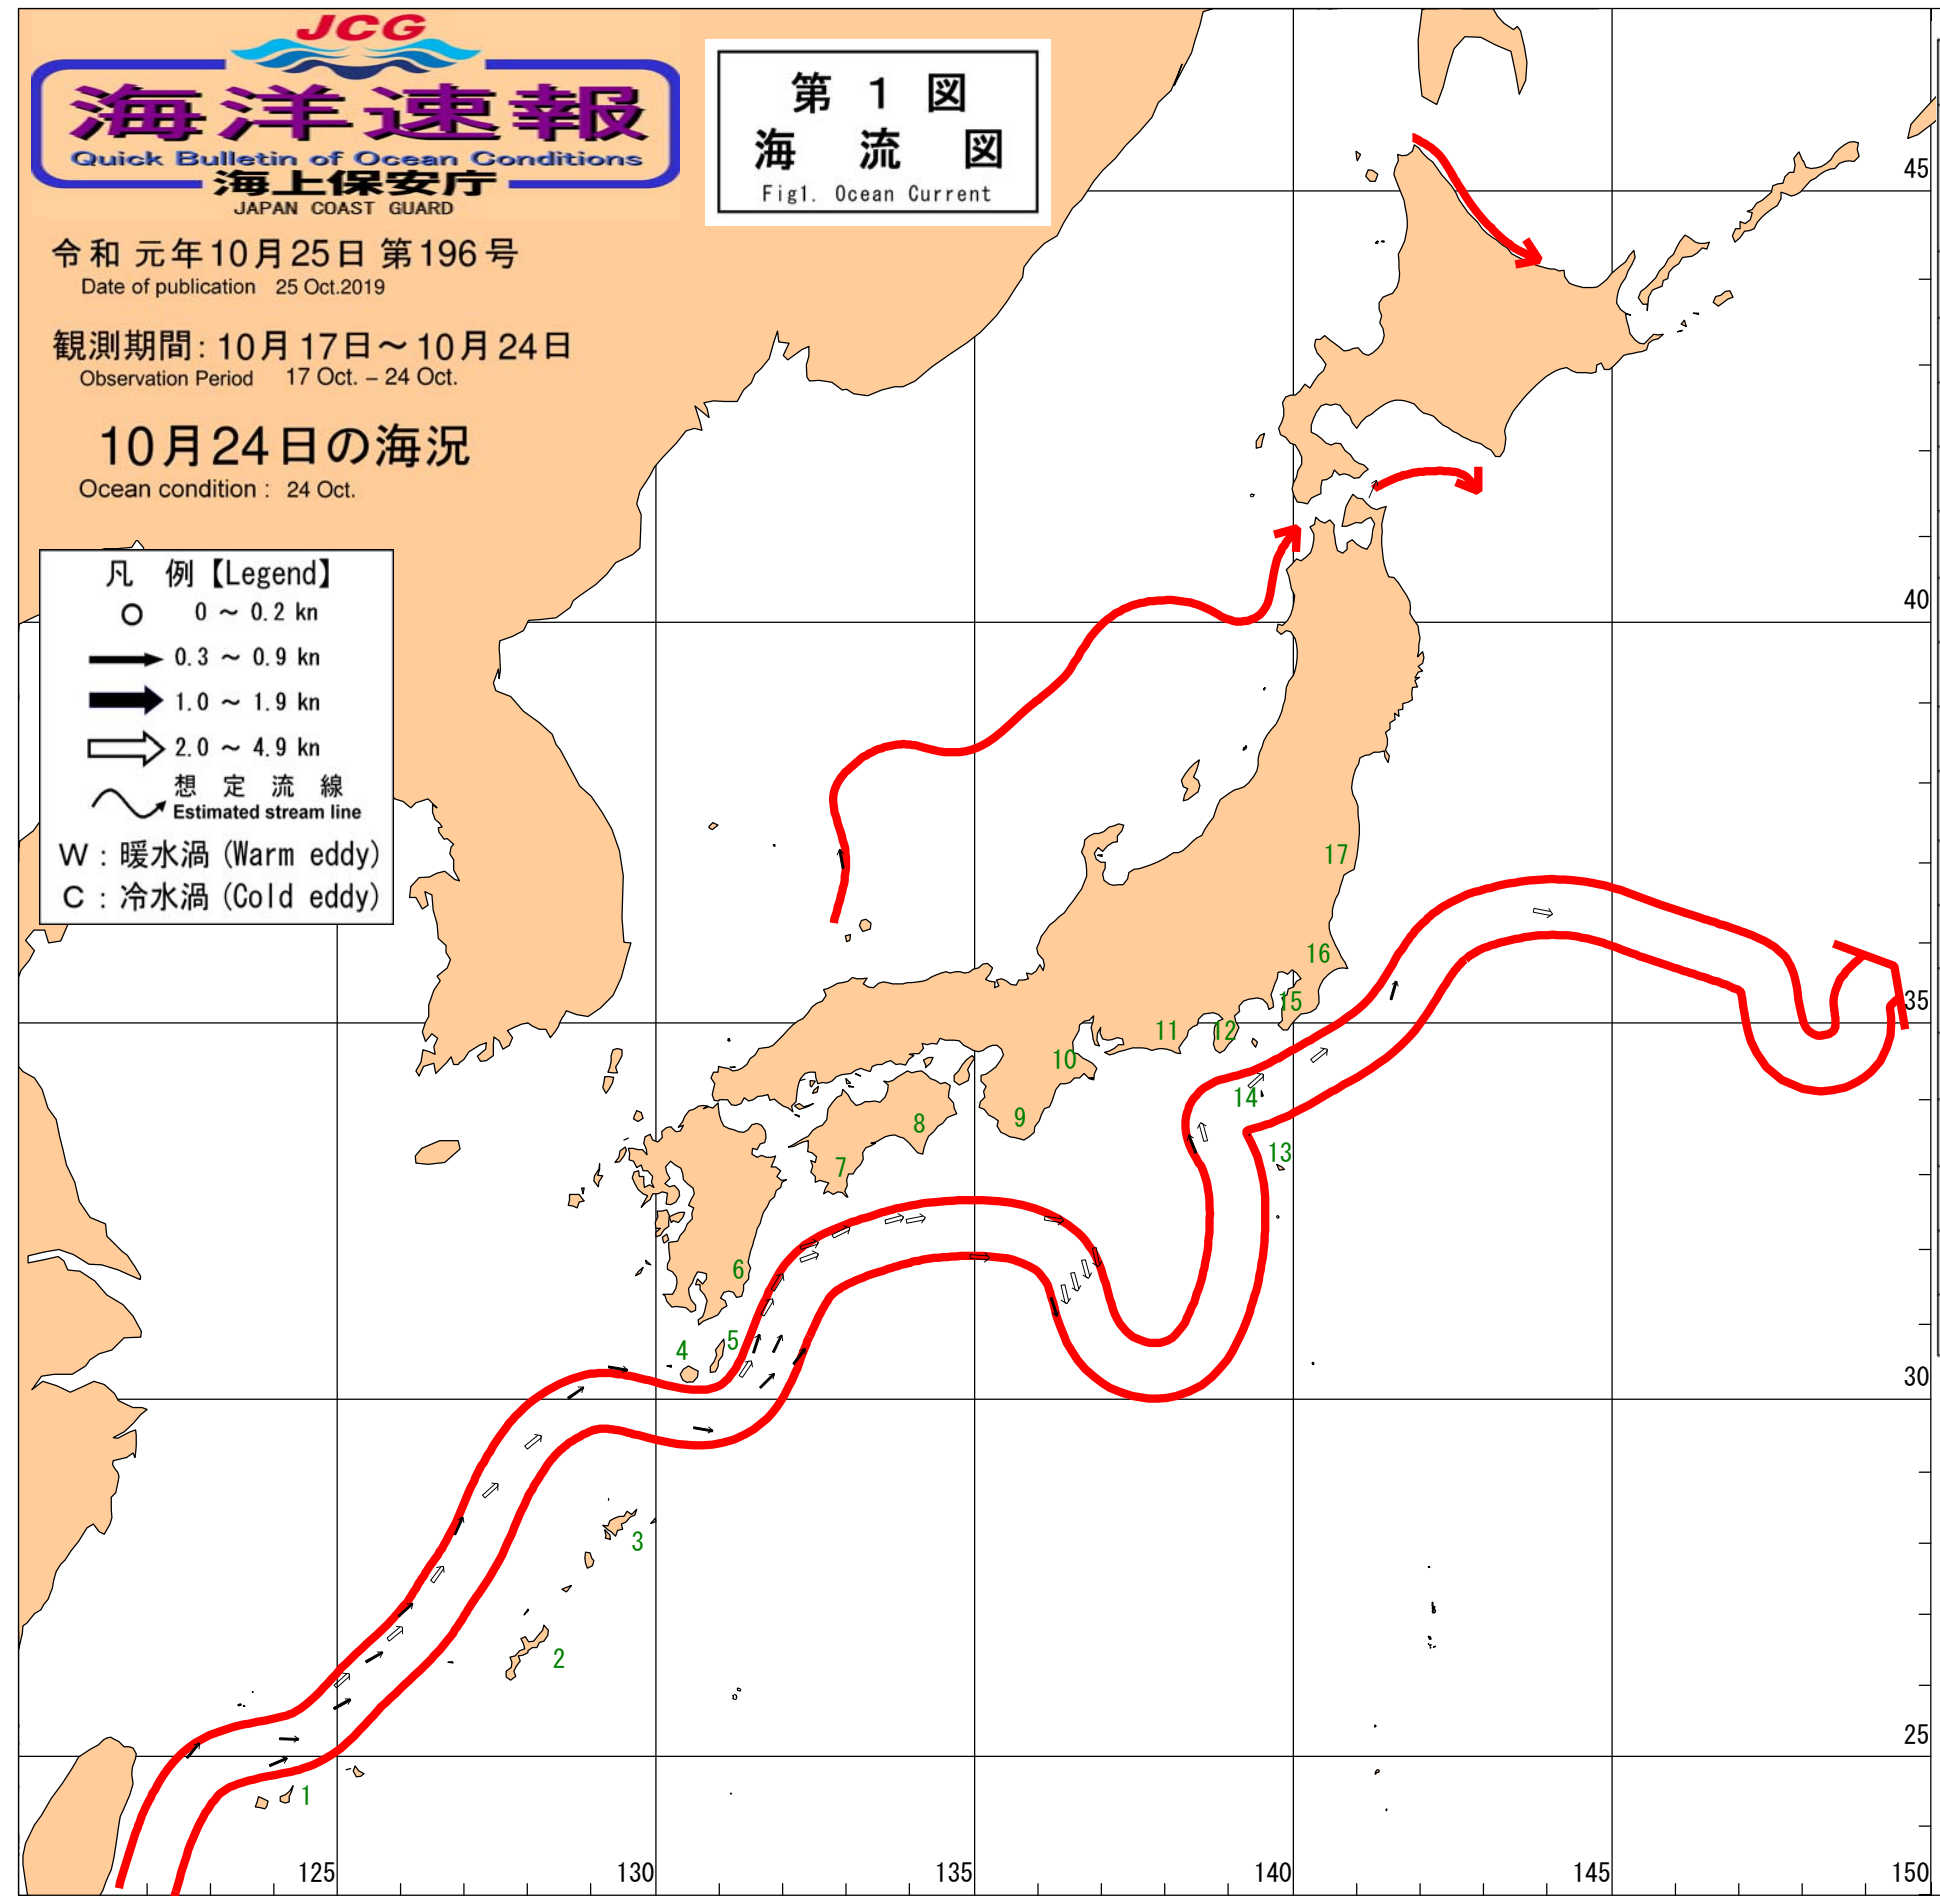 JCG
海洋速報
Quick Bulletin of Ocean Conditions
海上保安庁
JAPAN COAST GUARD
第 1 図
海 流 図
Fig1. Ocean Current
令和 元年10月25日 第196号
Date of publication 25 Oct.2019
観測期間: 10月17日～10月24日
Observation Period 17 Oct. – 24 Oct.
10月24日の海況
Ocean condition : 24 Oct.
凡 例【Legend】
0 ～ 0.2 kn
0.3 ～ 0.9 kn
1.0 ～ 1.9 kn
2.0 ～ 4.9 kn
想 定 流 線
Estimated stream line
W : 暖水渦 (Warm eddy)
C : 冷水渦 (Cold eddy)
45
40
17
16
35
15
12
11
10
14
9
8
13
7
6
5
4
30
3
2
25
1
125
130
135
140
145
150